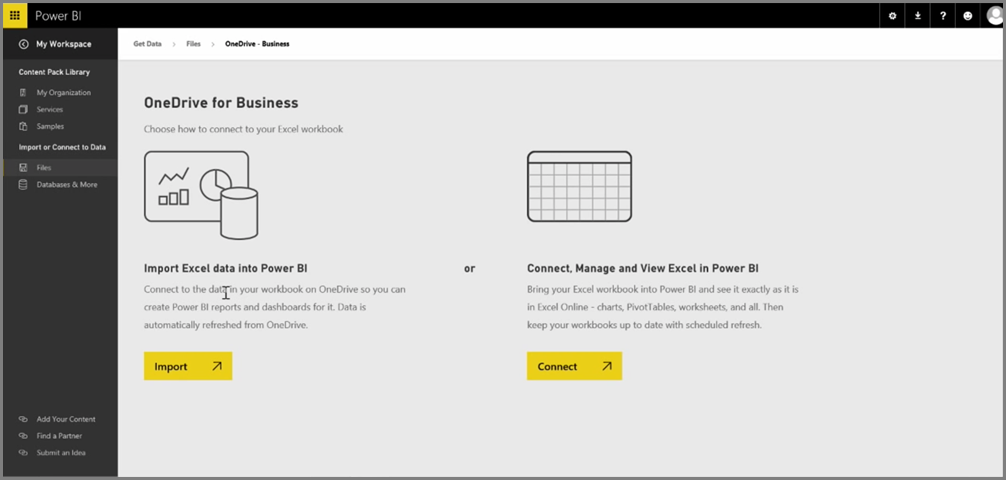 Power BI
?
My Workspace
Get Data > Files > OneDrive - Business
Content Pack Library
My Organization
Services
Samples
Import or Connect to Data
Files
Databases & More
Add Your Content
Find a Partner
Submit an Idea
OneDrive for Business
Choose how to connect to your Excel workbook
Import Excel data into Power BI
Connect to the data in your workbook on OneDrive so you can
create Power BI reports and dashboards for it. Data is
automatically refreshed from OneDrive.
Import
or
Connect, Manage and View Excel in Power BI
Bring your Excel workbook into Power BI and see it exactly as it is
in Excel Online - charts, PivotTables, worksheets, and all. Then
keep your workbooks up to date with scheduled refresh.
Connect